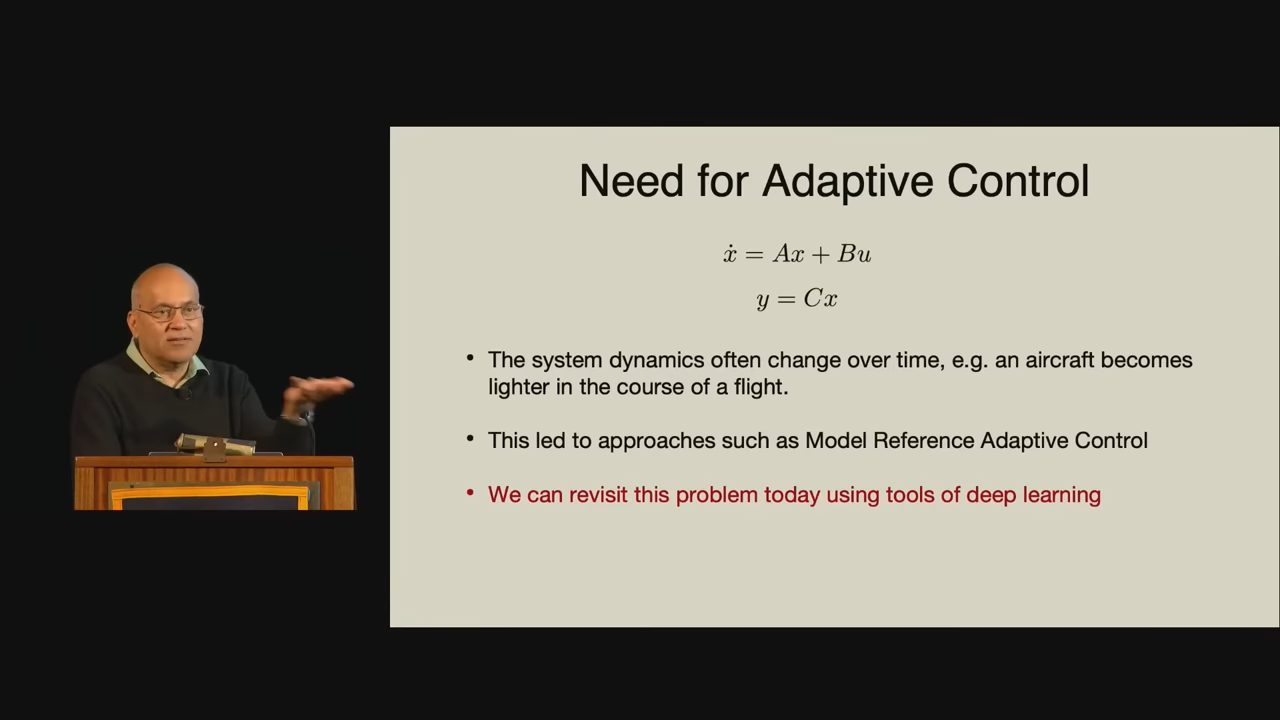 Need for Adaptive Control
ẋ = Ax + Bu
y = Cx
• The system dynamics often change over time, e.g. an aircraft becomes
lighter in the course of a flight.
• This led to approaches such as Model Reference Adaptive Control
• We can revisit this problem today using tools of deep learning